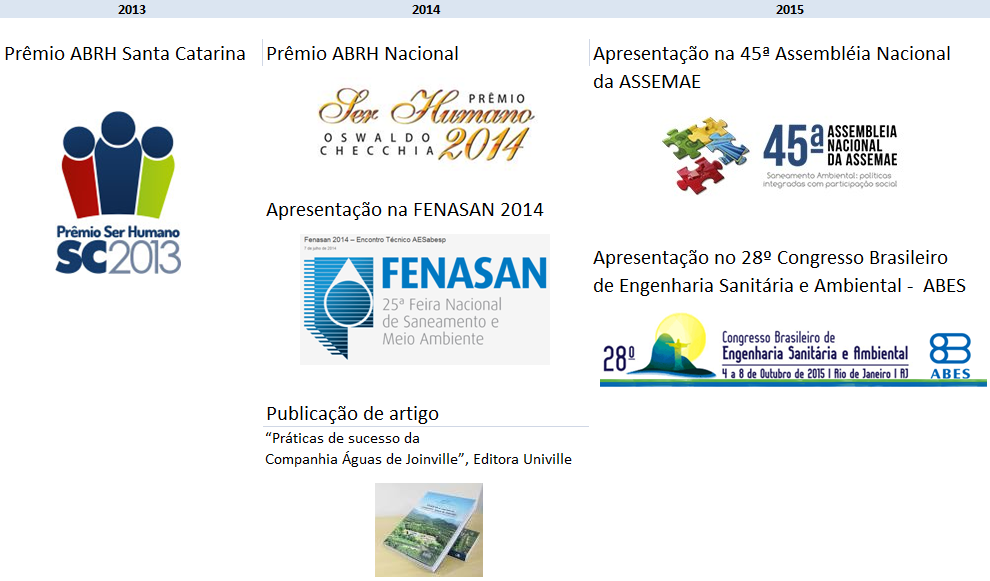 2013
2014
2015
Prêmio ABRH Santa Catarina
Prêmio Ser Humano
SC2013
Prêmio ABRH Nacional
PRÊMIO
Ser Humano
OSWALDO
CHECCHIA 2014
Apresentação na FENASAN 2014
Fenasan 2014 – Encontro Técnico AESabesp
7 de julho de 2014
FENASAN
25ª Feira Nacional
de Saneamento e
Meio Ambiente
Publicação de artigo
“Práticas de sucesso da
Companhia Águas de Joinville”, Editora Univille
Apresentação na 45ª Assembléia Nacional
da ASSEMAE
45ª ASSEMBLEIA
NACIONAL
DA ASSEMAE
Saneamento Ambiental: políticas
integradas com participação social
Apresentação no 28º Congresso Brasileiro
de Engenharia Sanitária e Ambiental - ABES
28º
Congresso Brasileiro de
Engenharia Sanitária e Ambiental
4 a 8 de Outubro de 2015 | Rio de Janeiro | RJ
ABES